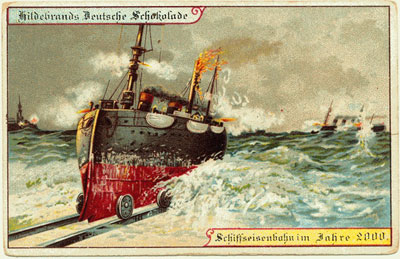 Hildebrands Deutsche Schokolade
Schiffseisenbahn im Jahre 2000.